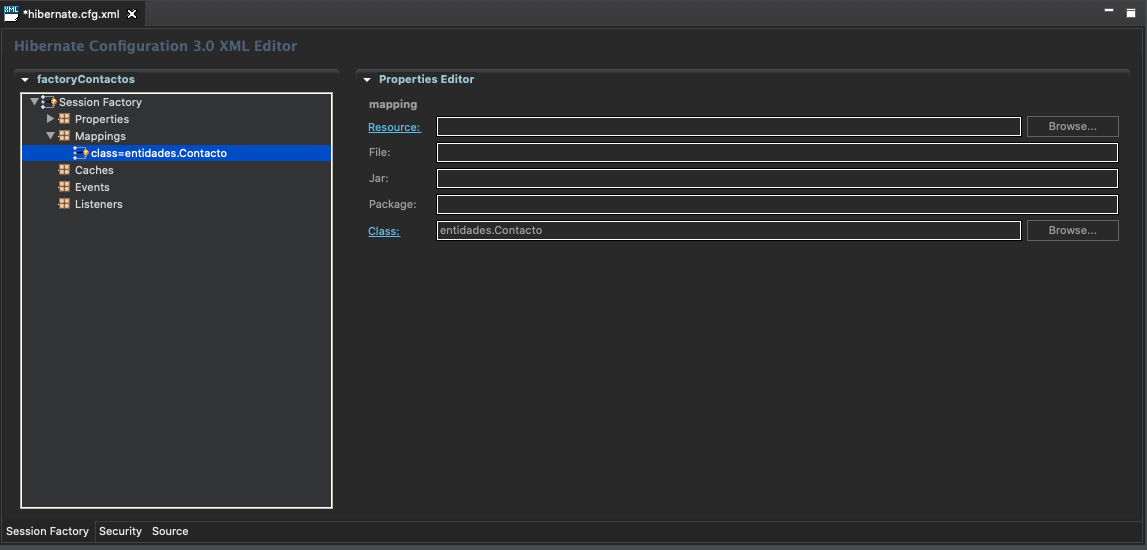 XML
*hibernate.cfg.xml
Hibernate Configuration 3.0 XML Editor
factoryContactos
Session Factory
Properties
Mappings
class=entidades.Contacto
Caches
Events
Listeners
Properties Editor
mapping
Resource:
Browse...
File:
Jar:
Package:
Class:
entidades.Contacto
Browse...
Session Factory
Security
Source